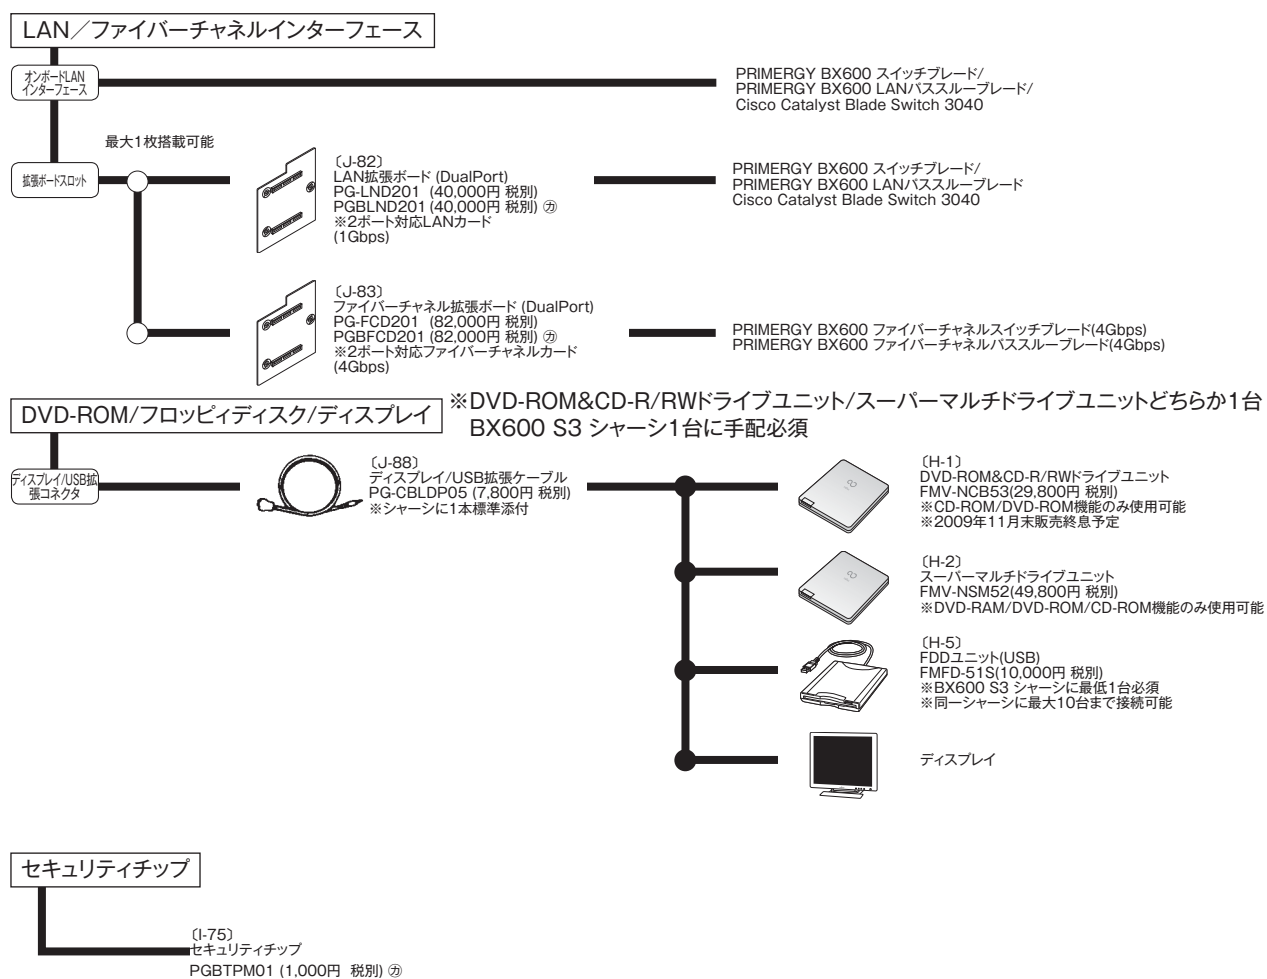 LAN／ファイバーチャネルインターフェース
オンボードLAN
インターフェース
PRIMERGY BX600 スイッチブレード/
PRIMERGY BX600 LANパススルーブレード/
Cisco Catalyst Blade Switch 3040
最大1枚搭載可能
拡張ボードスロット
〔J-82〕
LAN拡張ボード (DualPort)
PG-LND201 (40,000円 税別)
PGBLND201 (40,000円 税別) ㋕
※2ポート対応LANカード
(1Gbps)
PRIMERGY BX600 スイッチブレード/
PRIMERGY BX600 LANパススルーブレード
Cisco Catalyst Blade Switch 3040
〔J-83〕
ファイバーチャネル拡張ボード (DualPort)
PG-FCD201 (82,000円 税別)
PGBFCD201 (82,000円 税別) ㋕
※2ポート対応ファイバーチャネルカード
(4Gbps)
PRIMERGY BX600 ファイバーチャネルスイッチブレード(4Gbps)
PRIMERGY BX600 ファイバーチャネルパススルーブレード(4Gbps)
DVD-ROM/フロッピィディスク/ディスプレイ
※DVD-ROM&CD-R/RWドライブユニット/スーパーマルチドライブユニットどちらか1台
BX600 S3 シャーシ1台に手配必須
ディスプレイ/USB拡
張コネクタ
〔J-88〕
ディスプレイ/USB拡張ケーブル
PG-CBLDP05 (7,800円 税別)
※シャーシに1本標準添付
〔H-1〕
DVD-ROM&CD-R/RWドライブユニット
FMV-NCB53(29,800円 税別)
※CD-ROM/DVD-ROM機能のみ使用可能
※2009年11月末販売終息予定
〔H-2〕
スーパーマルチドライブユニット
FMV-NSM52(49,800円 税別)
※DVD-RAM/DVD-ROM/CD-ROM機能のみ使用可能
〔H-5〕
FDDユニット(USB)
FMFD-51S(10,000円 税別)
※BX600 S3 シャーシに最低1台必須
※同一シャーシに最大10台まで接続可能
ディスプレイ
セキュリティチップ
〔I-75〕
セキュリティチップ
PGBTPM01 (1,000円 税別) ㋕